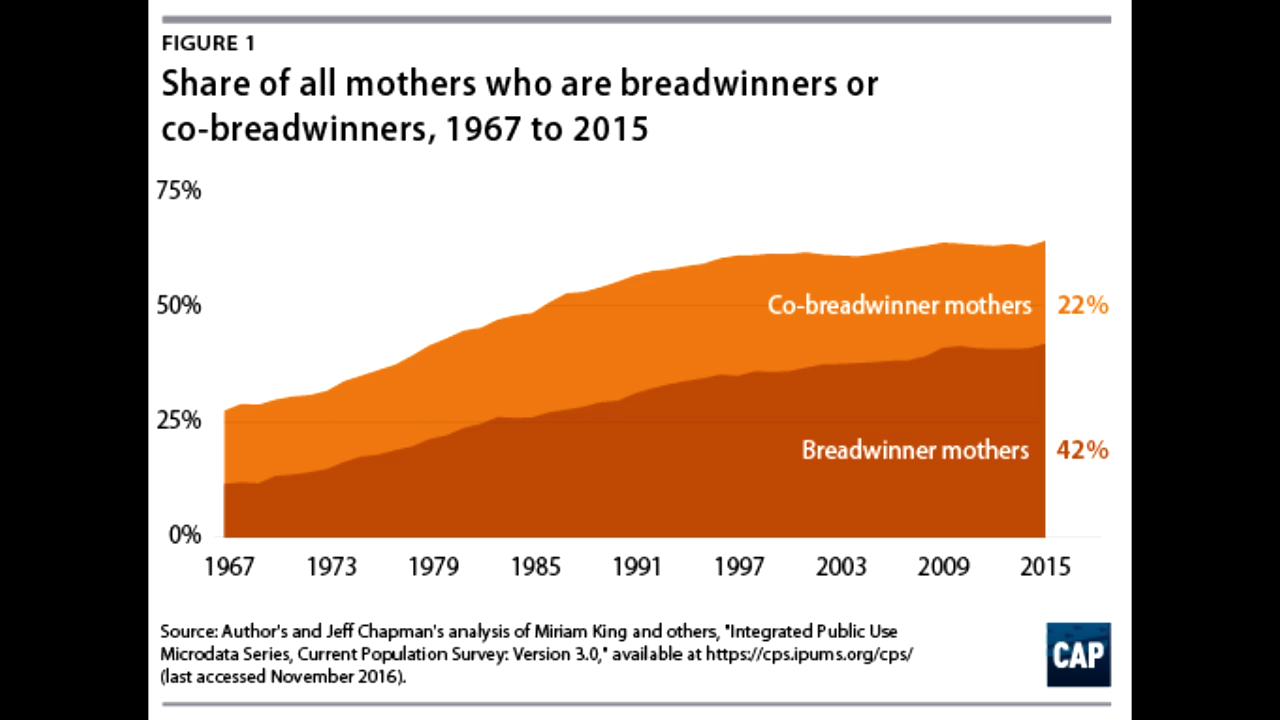 FIGURE 1
Share of all mothers who are breadwinners or
co-breadwinners, 1967 to 2015
75%
50%
Co-breadwinner mothers 22%
25%
Breadwinner mothers 42%
0%
1967 1973 1979 1985 1991 1997 2003 2009 2015
Source: Author's and Jeff Chapman's analysis of Miriam King and others, "Integrated Public Use
Microdata Series, Current Population Survey: Version 3.0," available at https://cps.ipums.org/cps/
(last accessed November 2016).
CAP